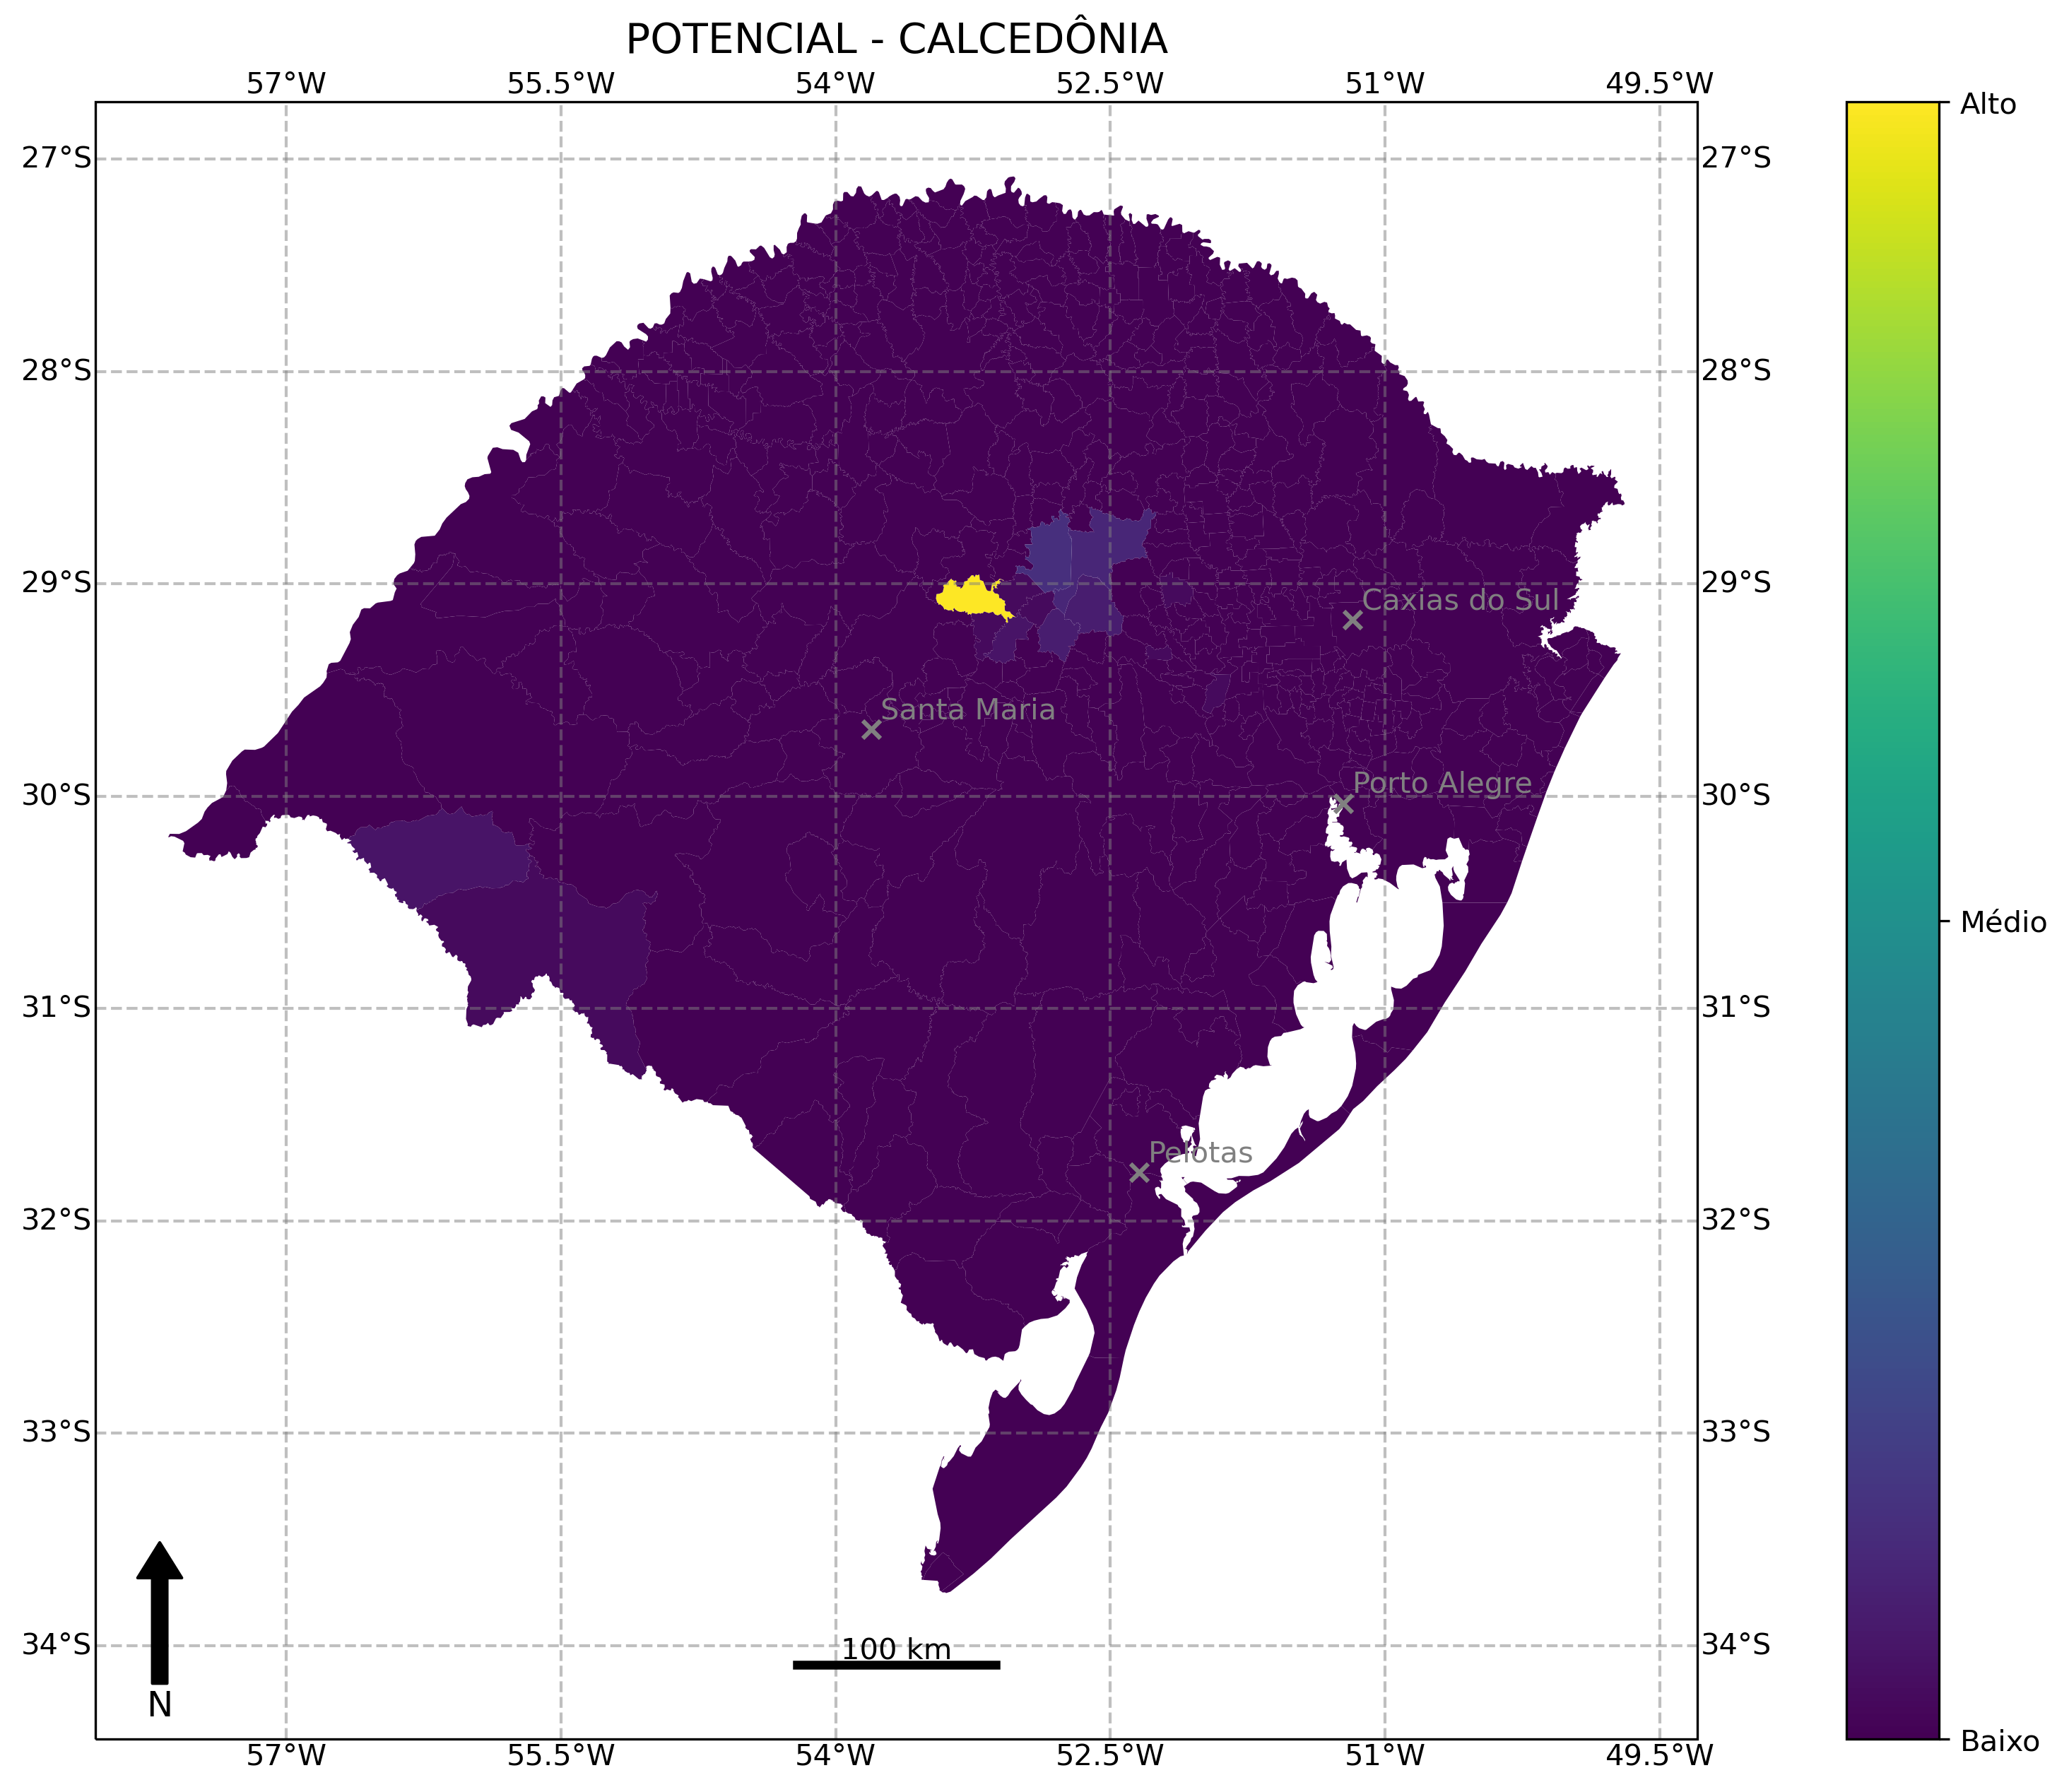 POTENCIAL - CALCEDÔNIA
57°W 55.5°W 54°W 52.5°W 51°W 49.5°W
Alto
27°S 27°S
28°S 28°S
29°S 29°S
Caxias do Sul
Santa Maria
Porto Alegre
30°S 30°S
Médio
31°S 31°S
Pelotas
32°S 32°S
33°S 33°S
34°S 34°S
100 km
N
Baixo
57°W 55.5°W 54°W 52.5°W 51°W 49.5°W